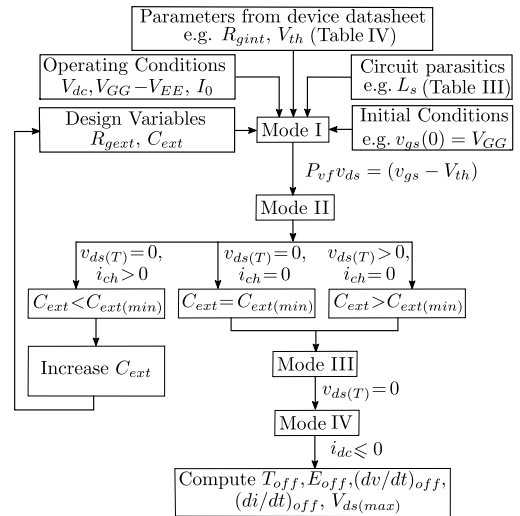 Parameters from device datasheet
e.g. R_{gint}, V_{th} (Table IV)
Operating Conditions
V_{dc}, V_{GG}−V_{EE}, I_0
Circuit parasitics
e.g. L_s (Table III)
Design Variables
R_{gext}, C_{ext}
Mode I
Initial Conditions
e.g. v_{gs}(0) = V_{GG}
P_{vf}v_{ds} = (v_{gs} − V_{th})
Mode II
v_{ds(T)}=0,
i_{ch}>0
v_{ds(T)}=0,
i_{ch}=0
v_{ds(T)}>0,
i_{ch}=0
C_{ext}<C_{ext(min)}
C_{ext}=C_{ext(min)}
C_{ext}>C_{ext(min)}
Increase C_{ext}
Mode III
v_{ds(T)}=0
Mode IV
i_{dc}⩽0
Compute T_{off}, E_{off}, (dv/dt)_{off},
(di/dt)_{off}, V_{ds(max)}